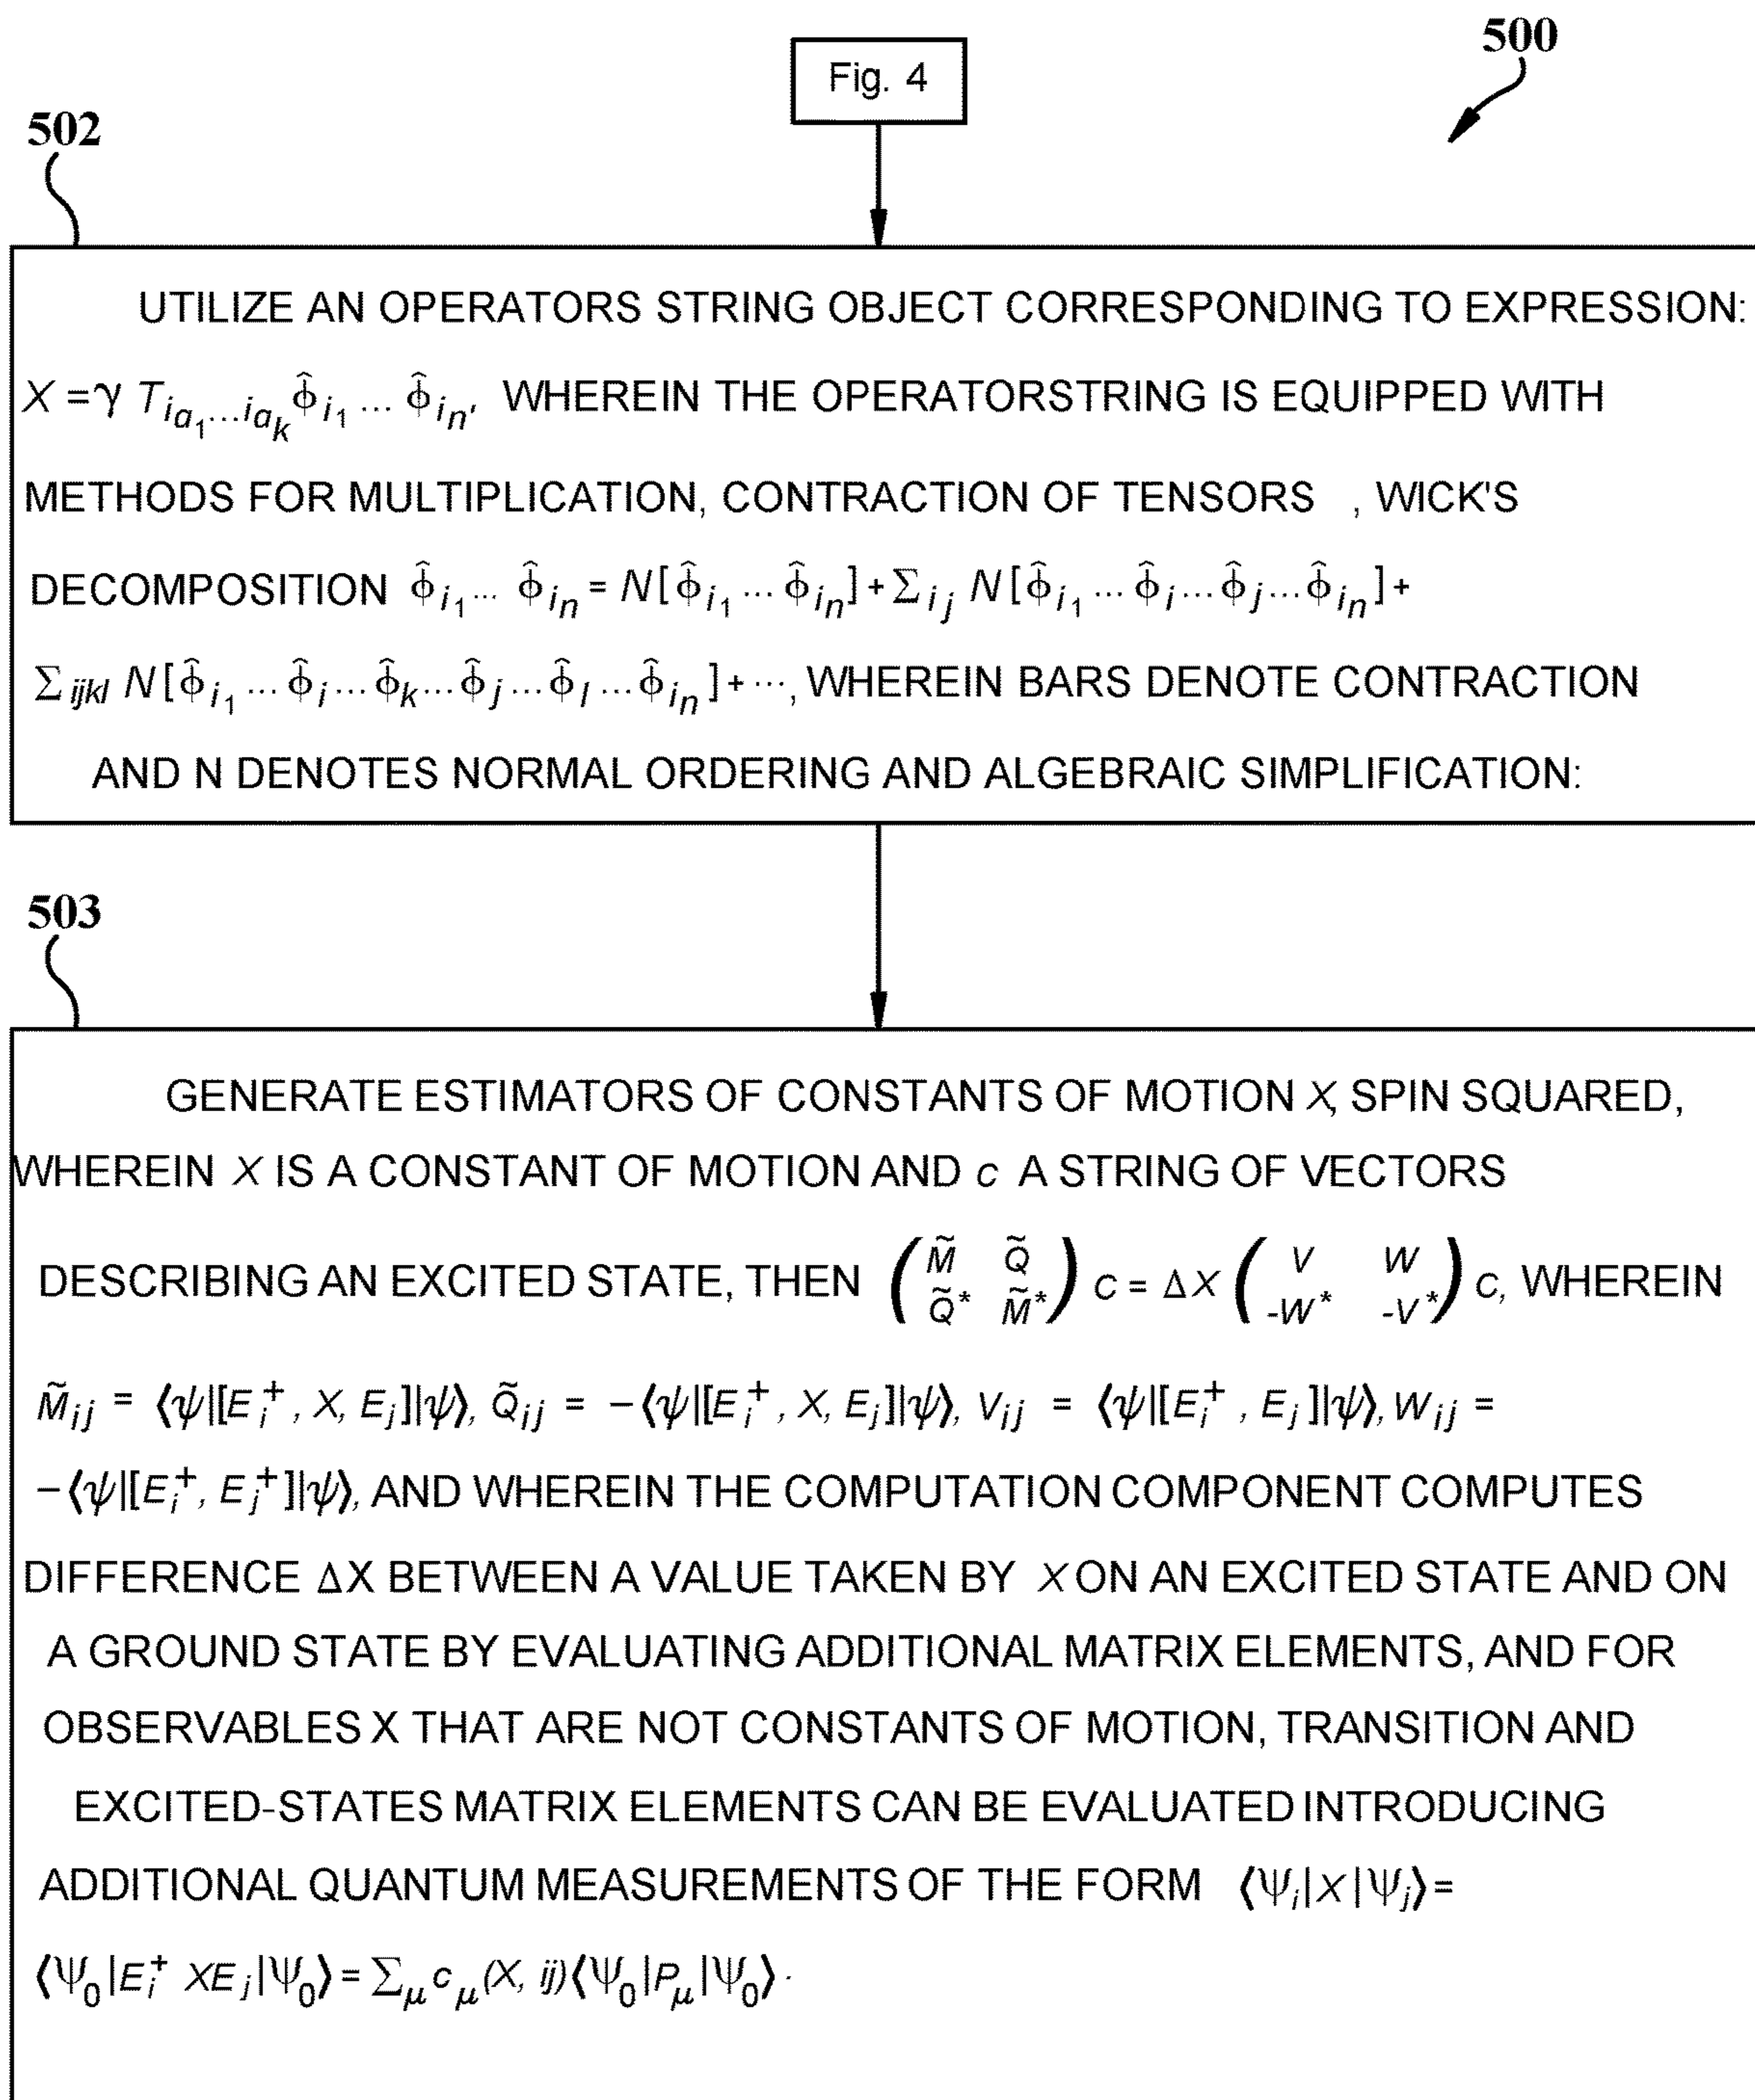 500
Fig. 4
502
UTILIZE AN OPERATORS STRING OBJECT CORRESPONDING TO EXPRESSION:
X = γ T_{i_{a_1}...i_{a_k}} φ̂_{i_1} ... φ̂_{i_{n'}} WHEREIN THE OPERATORSTRING IS EQUIPPED WITH
METHODS FOR MULTIPLICATION, CONTRACTION OF TENSORS , WICK'S
DECOMPOSITION φ̂_{i_1} ... φ̂_{i_n} = N[φ̂_{i_1} ... φ̂_{i_n}] + Σ_{ij} N[φ̂_{i_1} ... φ̂_i ... φ̂_j ... φ̂_{i_n}] +
Σ_{ijkl} N[φ̂_{i_1} ... φ̂_i ... φ̂_k ... φ̂_j ... φ̂_l ... φ̂_{i_n}] + ..., WHEREIN BARS DENOTE CONTRACTION
AND N DENOTES NORMAL ORDERING AND ALGEBRAIC SIMPLIFICATION:
503
GENERATE ESTIMATORS OF CONSTANTS OF MOTION X, SPIN SQUARED,
WHEREIN X IS A CONSTANT OF MOTION AND c A STRING OF VECTORS
DESCRIBING AN EXCITED STATE, THEN (M̃ Q̃; Q̃* M̃*) C = ΔX (V W; -W* -V*) C, WHEREIN
M̃_{ij} = ⟨ψ|[E_i^+, X, E_j]|ψ⟩, Q̃_{ij} = −⟨ψ|[E_i^+, X, E_j]|ψ⟩, V_{ij} = ⟨ψ|[E_i^+, E_j]|ψ⟩, W_{ij} =
−⟨ψ|[E_i^+, E_j^+]|ψ⟩, AND WHEREIN THE COMPUTATION COMPONENT COMPUTES
DIFFERENCE ΔX BETWEEN A VALUE TAKEN BY X ON AN EXCITED STATE AND ON
A GROUND STATE BY EVALUATING ADDITIONAL MATRIX ELEMENTS, AND FOR
OBSERVABLES X THAT ARE NOT CONSTANTS OF MOTION, TRANSITION AND
EXCITED-STATES MATRIX ELEMENTS CAN BE EVALUATED INTRODUCING
ADDITIONAL QUANTUM MEASUREMENTS OF THE FORM ⟨Ψ_i|X|Ψ_j⟩ =
⟨Ψ_0|E_i^+ XE_j|Ψ_0⟩ = Σ_μ c_μ(X, ij)⟨Ψ_0|P_μ|Ψ_0⟩.